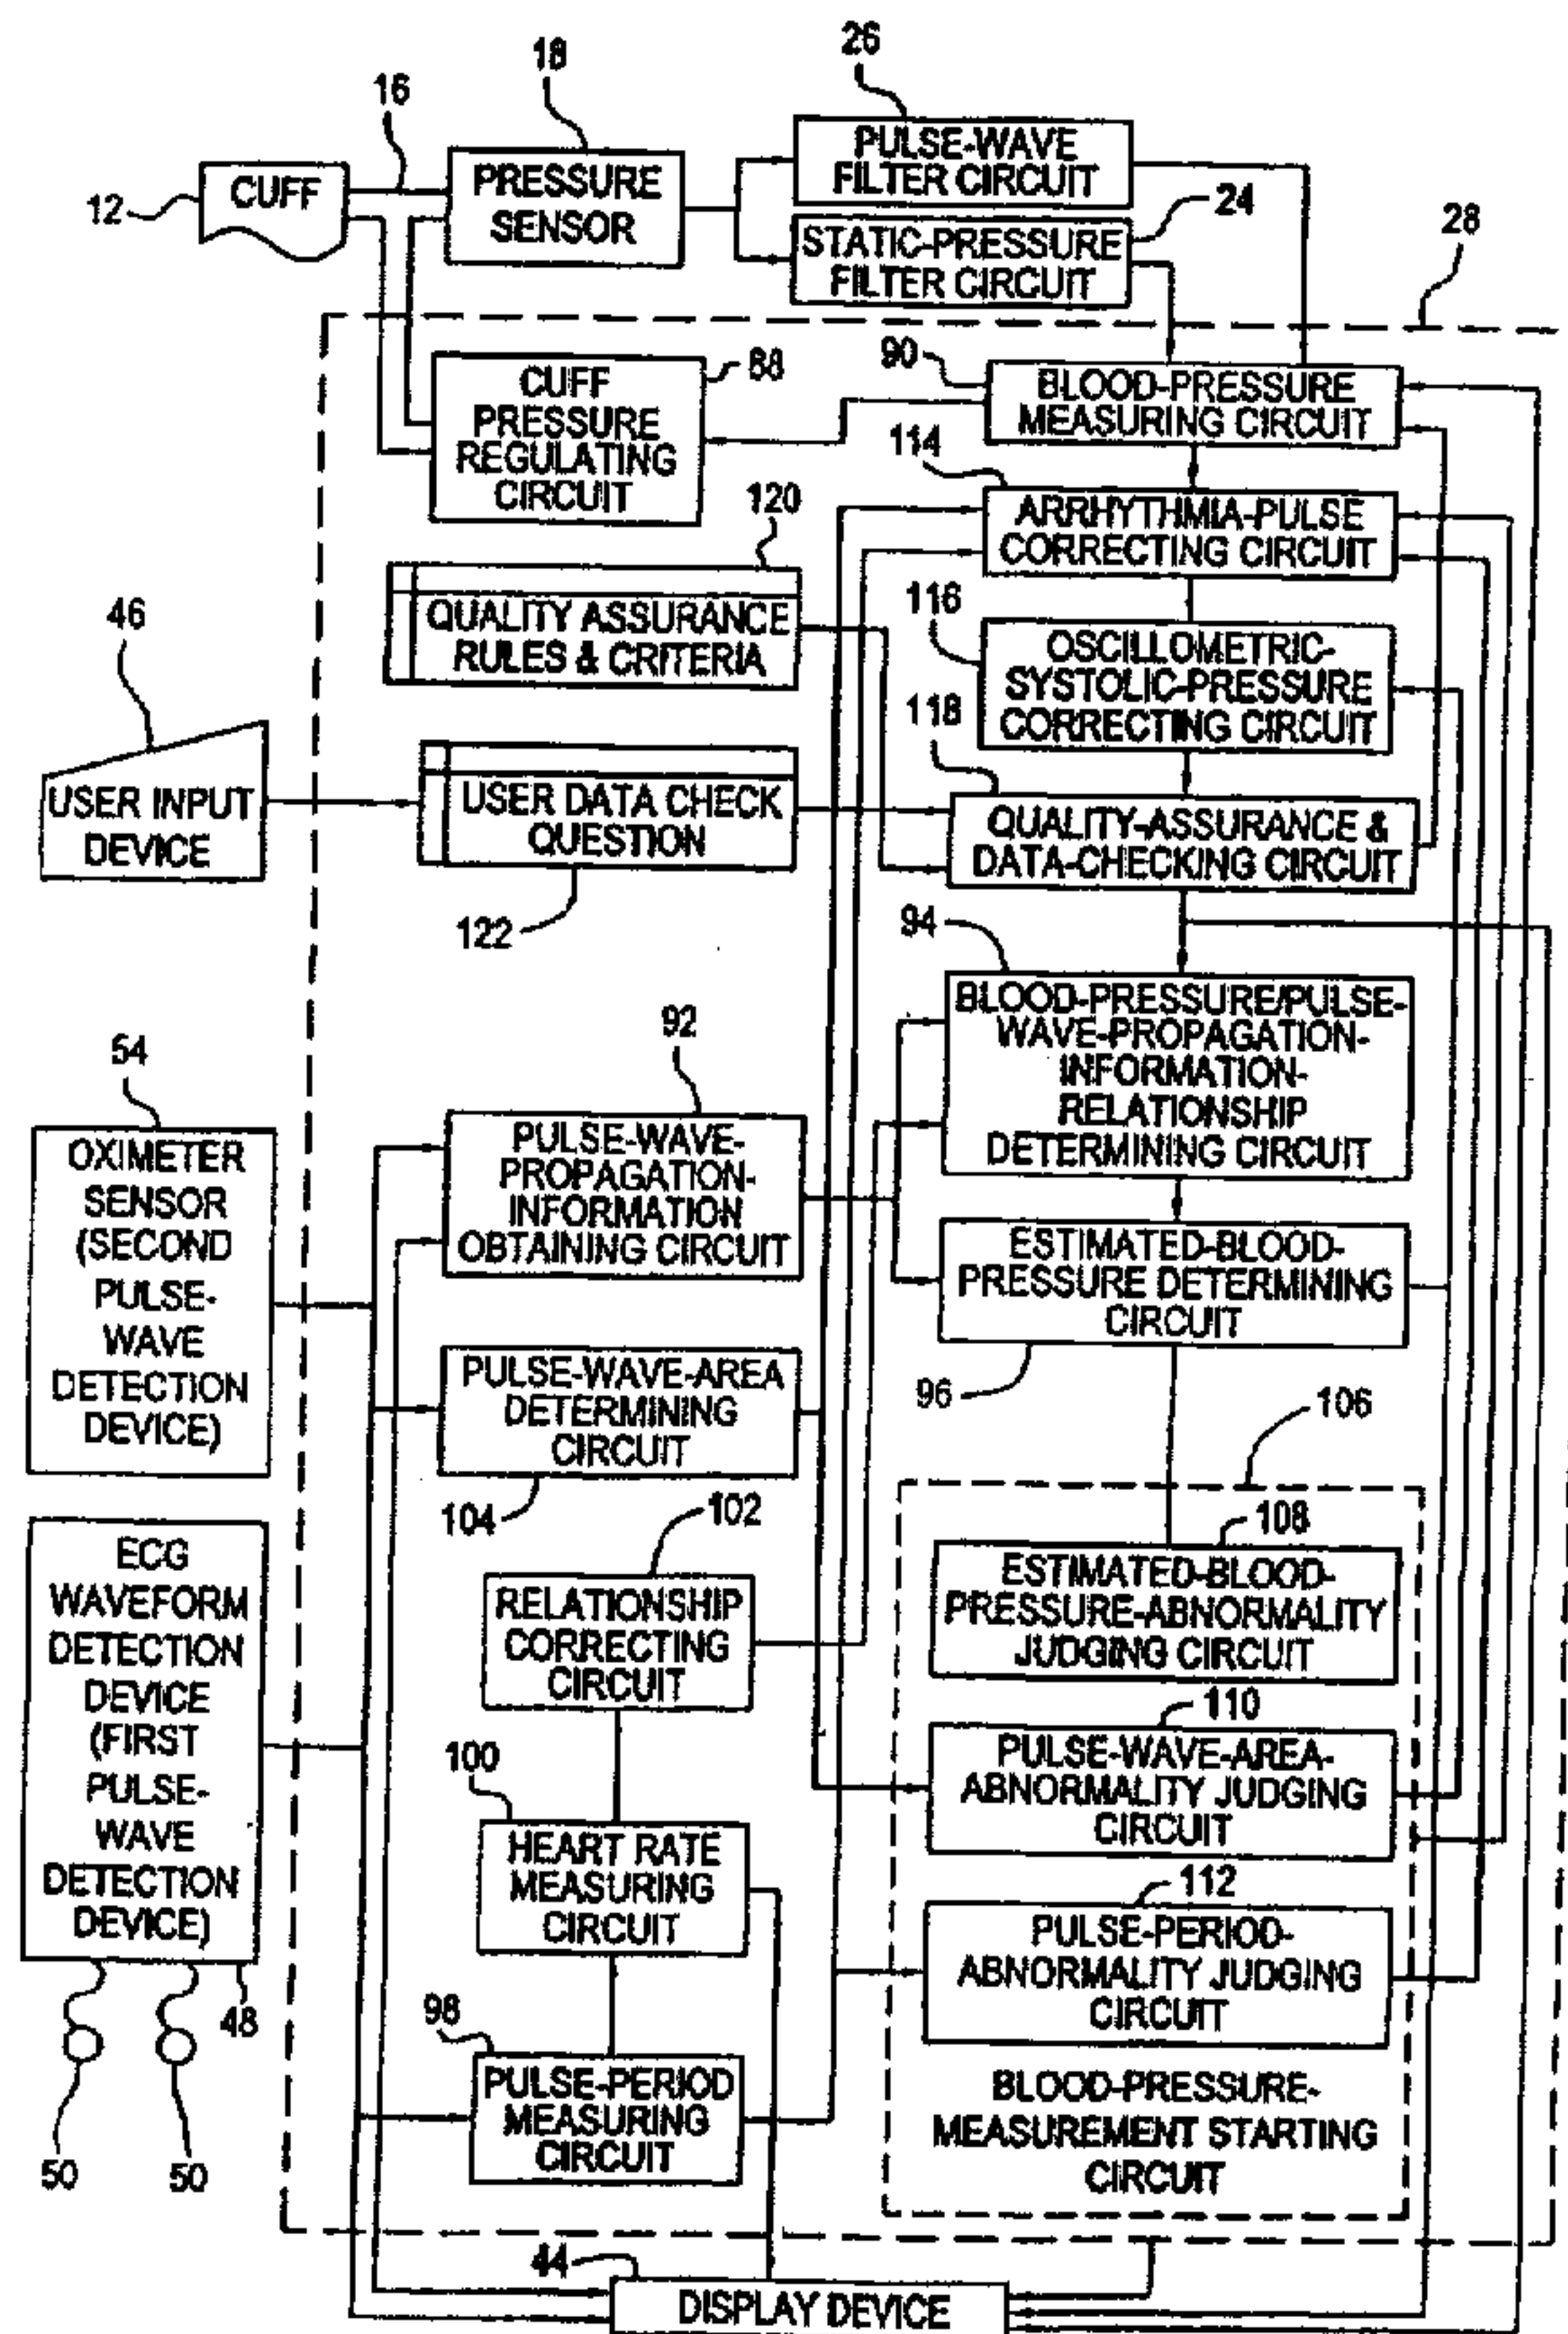 26
18
16
PULSE-WAVE
FILTER CIRCUIT
CUFF
PRESSURE
SENSOR
12
24
STATIC-PRESSURE
FILTER CIRCUIT
28
90
88
CUFF
PRESSURE
REGULATING
CIRCUIT
BLOOD-PRESSURE
MEASURING CIRCUIT
114
120
ARRHYTHMIA-PULSE
CORRECTING CIRCUIT
QUALITY ASSURANCE
RULES & CRITERIA
116
46
OSCILLOMETRIC-
SYSTOLIC-PRESSURE
CORRECTING CIRCUIT
118
USER INPUT
DEVICE
USER DATA CHECK
QUESTION
QUALITY-ASSURANCE &
DATA-CHECKING CIRCUIT
122
94
BLOOD-PRESSURE/PULSE-
WAVE-PROPAGATION-
INFORMATION-
RELATIONSHIP
DETERMINING CIRCUIT
54
92
OXIMETER
SENSOR
(SECOND
PULSE-
WAVE
DETECTION
DEVICE)
PULSE-WAVE-
PROPAGATION-
INFORMATION
OBTAINING CIRCUIT
ESTIMATED-BLOOD-
PRESSURE DETERMINING
CIRCUIT
PULSE-WAVE-AREA
DETERMINING
CIRCUIT
96
106
104
102
108
ECG
WAVEFORM
DETECTION
DEVICE
(FIRST
PULSE-
WAVE
DETECTION
DEVICE)
RELATIONSHIP
CORRECTING
CIRCUIT
ESTIMATED-BLOOD-
PRESSURE-ABNORMALITY
JUDGING CIRCUIT
110
100
PULSE-WAVE-AREA-
ABNORMALITY JUDGING
CIRCUIT
HEART RATE
MEASURING
CIRCUIT
112
PULSE-PERIOD-
ABNORMALITY JUDGING
CIRCUIT
48
98
PULSE-PERIOD
MEASURING
CIRCUIT
BLOOD-PRESSURE-
MEASUREMENT STARTING
CIRCUIT
50
50
44
DISPLAY DEVICE